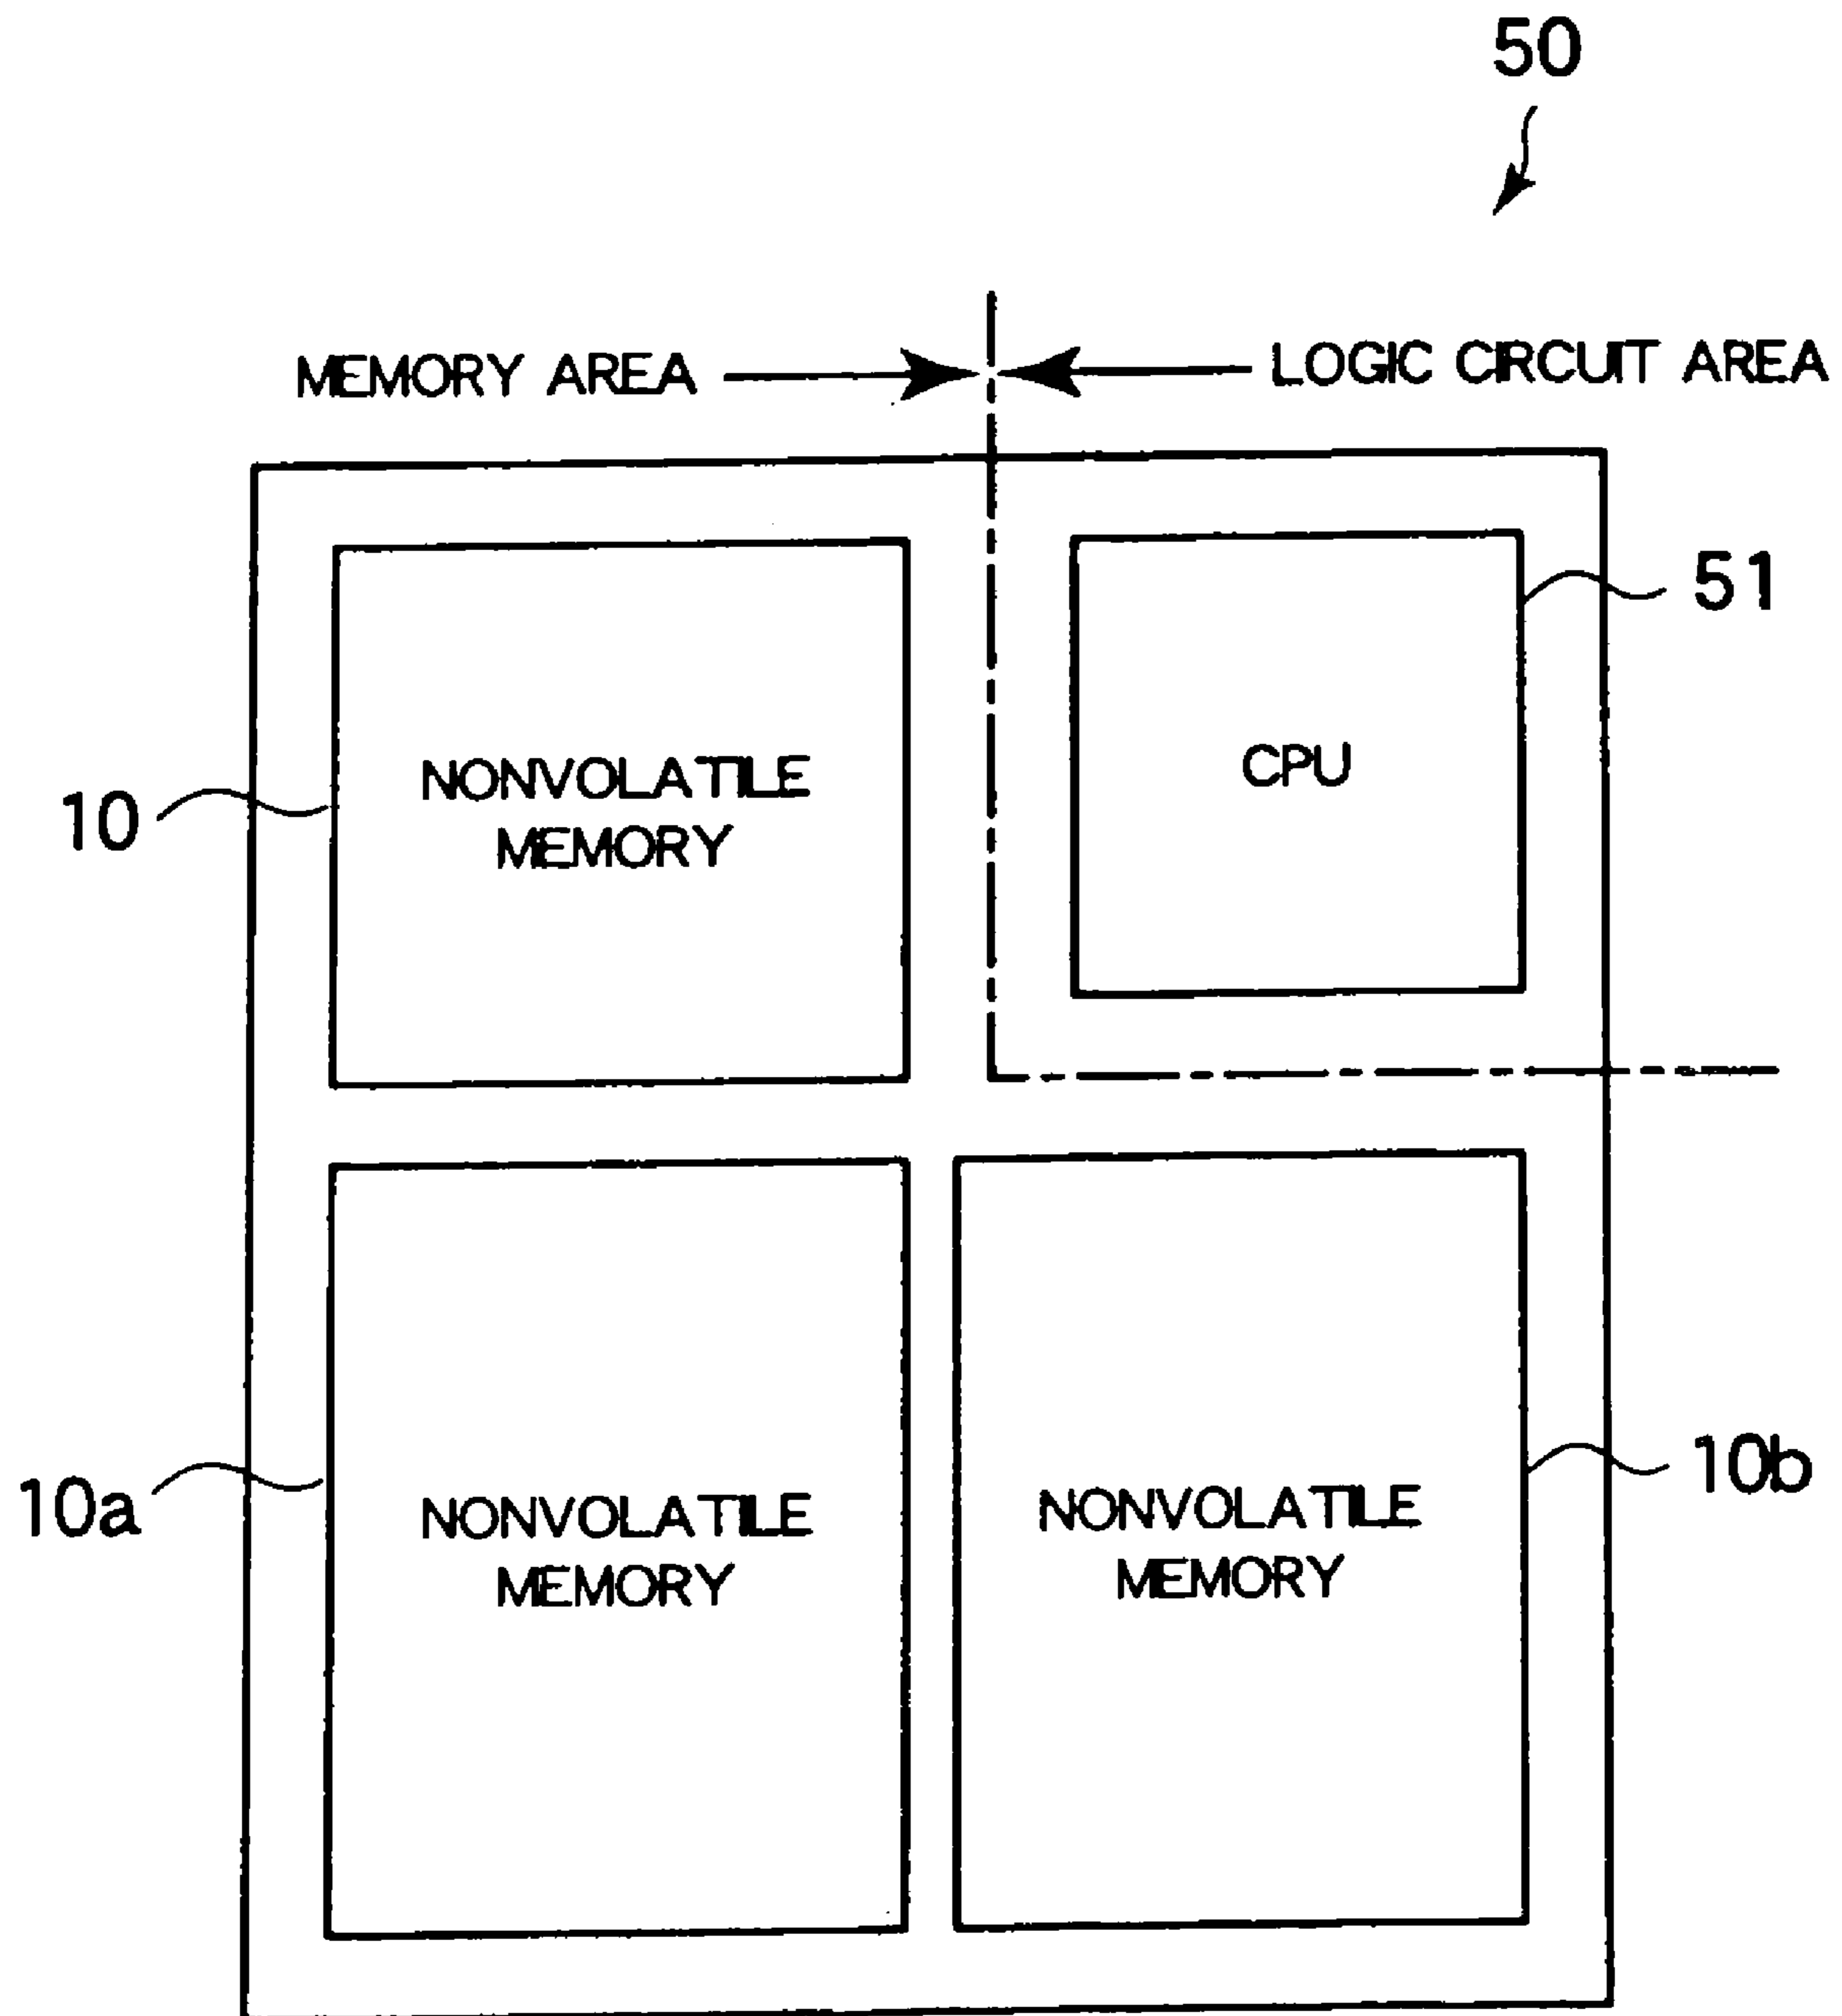 50
MEMORY AREA
LOGIC CIRCUIT AREA
51
CPU
10
NONVOLATILE
MEMORY
10a
NONVOLATILE
MEMORY
10b
NONVOLATILE
MEMORY